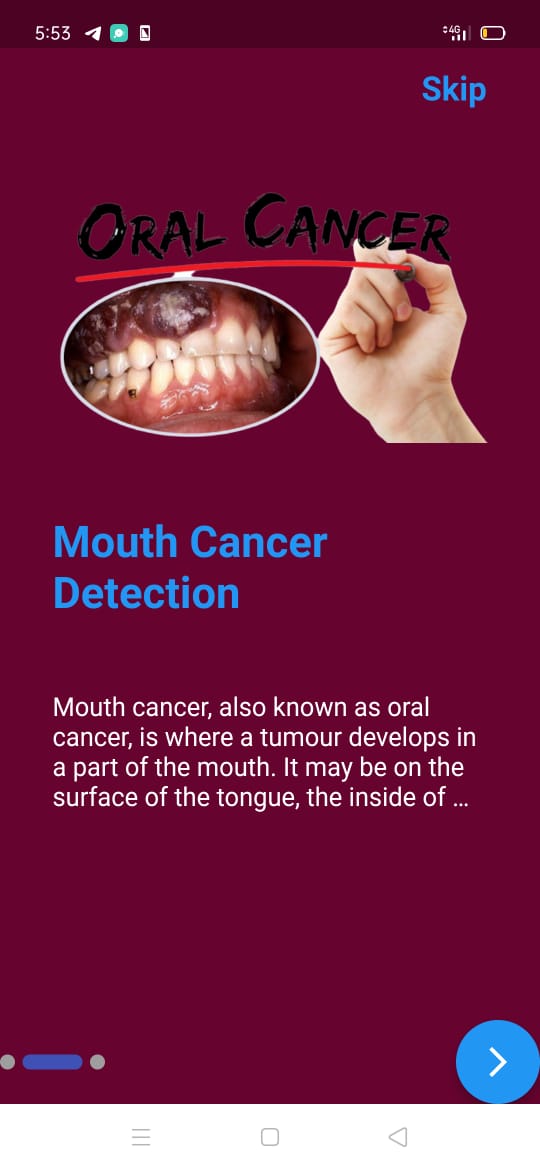 5:53
4G
Skip
ORAL CANCER
Mouth Cancer
Detection
Mouth cancer, also known as oral
cancer, is where a tumour develops in
a part of the mouth. It may be on the
surface of the tongue, the inside of ...